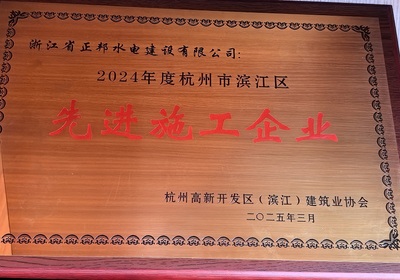 浙江省正邦水电建设有限公司:
2024年度杭州市滨江区
先进施工企业
杭州高新开发区（滨江）建筑业协会
二〇二五年三月